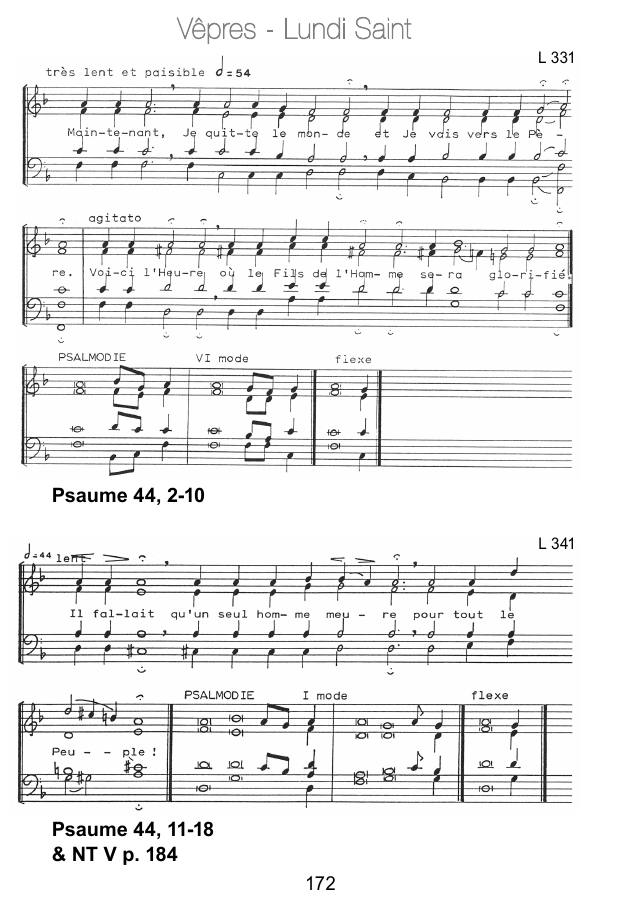 Vêpres - Lundi Saint
L 331
très lent et paisible 𝅗𝅥 = 54
Main-te-nant, Je quit-te le mon-de et Je vais vers le Pè -
agitato
re. Voi-ci l'Heu-re où le Fils de l'Hom-me se-ra glo-ri-fié.
PSALMODIE VI mode flexe
Psaume 44, 2-10
L 341
𝅗𝅥=44 lent
Il fal-lait qu'un seul hom-me meu - re pour tout le
PSALMODIE I mode flexe
Peu - - ple !
Psaume 44, 11-18
& NT V p. 184
172